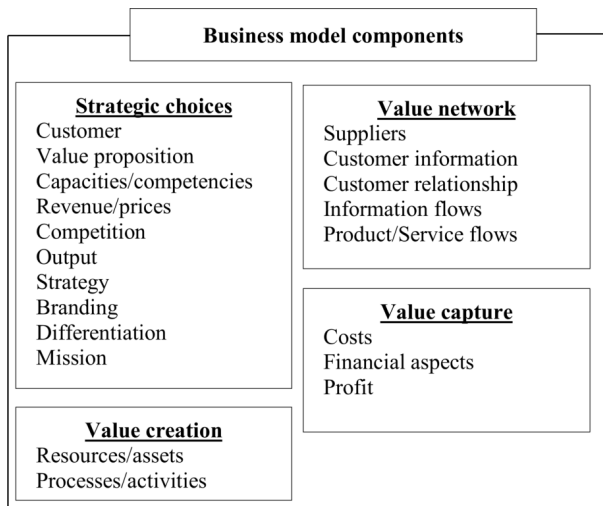 Business model components
Strategic choices
Customer
Value proposition
Capacities/competencies
Revenue/prices
Competition
Output
Strategy
Branding
Differentiation
Mission
Value creation
Resources/assets
Processes/activities
Value network
Suppliers
Customer information
Customer relationship
Information flows
Product/Service flows
Value capture
Costs
Financial aspects
Profit